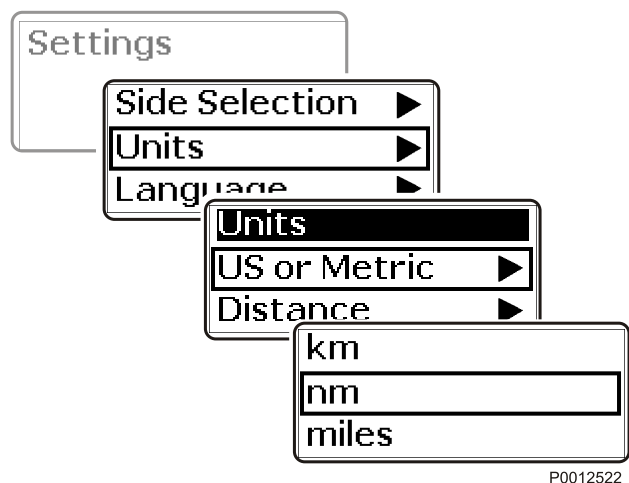 Settings
Side Selection
Units
Language
Units
US or Metric
Distance
km
nm
miles
P0012522